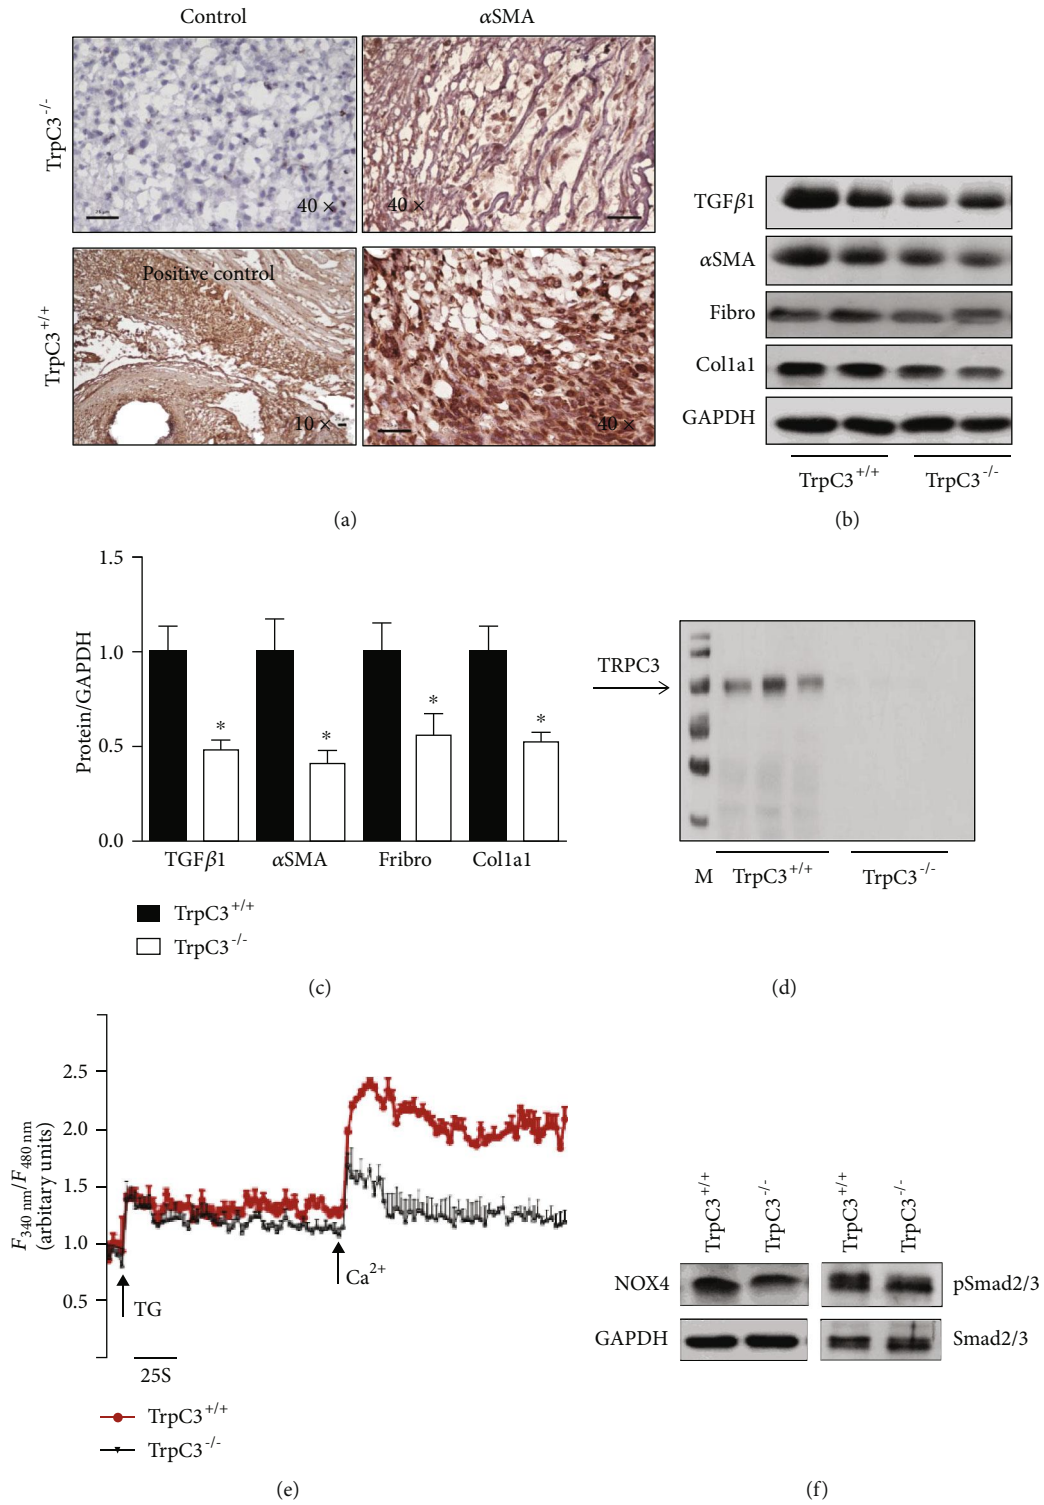 Control
αSMA
TrpC3-/-
40 ×
40 ×
TrpC3+/+
Positive control
10 ×
40 ×
(a)
TGFβ1
αSMA
Fibro
Col1a1
GAPDH
TrpC3+/+
TrpC3-/-
(b)
Protein/GAPDH
1.5
1.0
0.5
0.0
*
*
*
*
TGFβ1
αSMA
Fribro
Col1a1
TrpC3+/+
TrpC3-/-
(c)
TRPC3
M
TrpC3+/+
TrpC3-/-
(d)
F340 nm/F480 nm
(arbitary units)
2.5
2.0
1.5
1.0
0.5
TG
Ca2+
25S
TrpC3+/+
TrpC3-/-
(e)
TrpC3+/+
TrpC3-/-
TrpC3+/+
TrpC3-/-
NOX4
pSmad2/3
GAPDH
Smad2/3
(f)